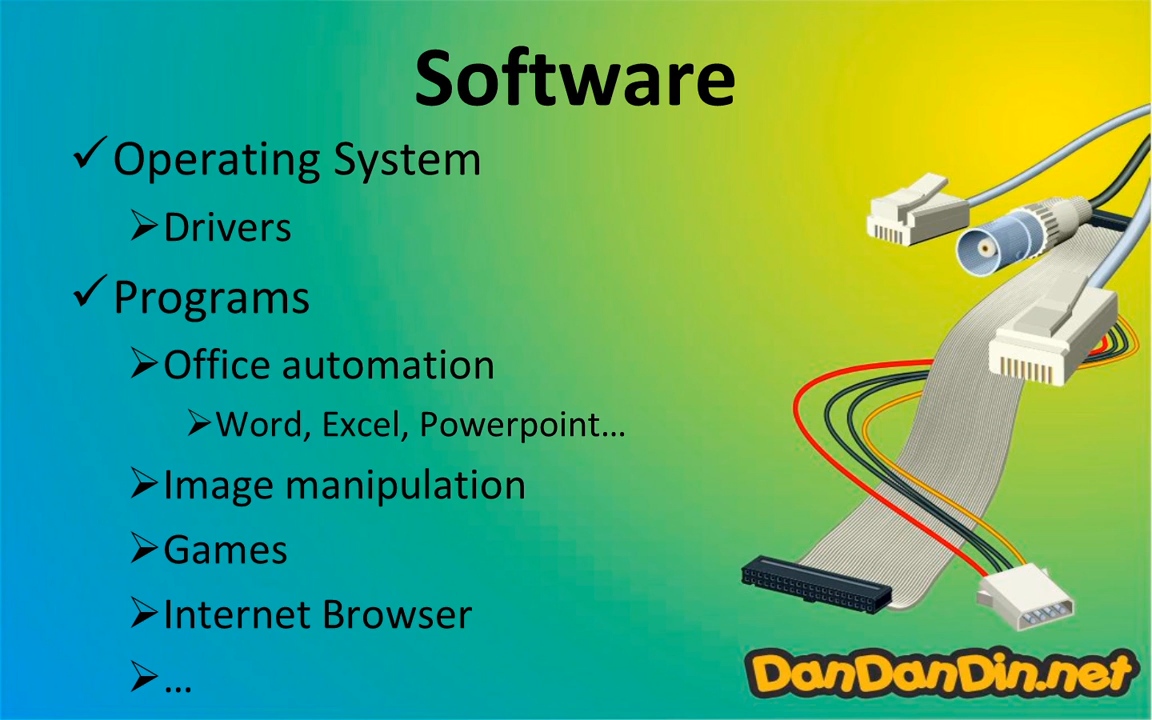 Software
✓Operating System
➢Drivers
✓Programs
➢Office automation
➢Word, Excel, Powerpoint…
➢Image manipulation
➢Games
➢Internet Browser
➢…
DanDanDin.net